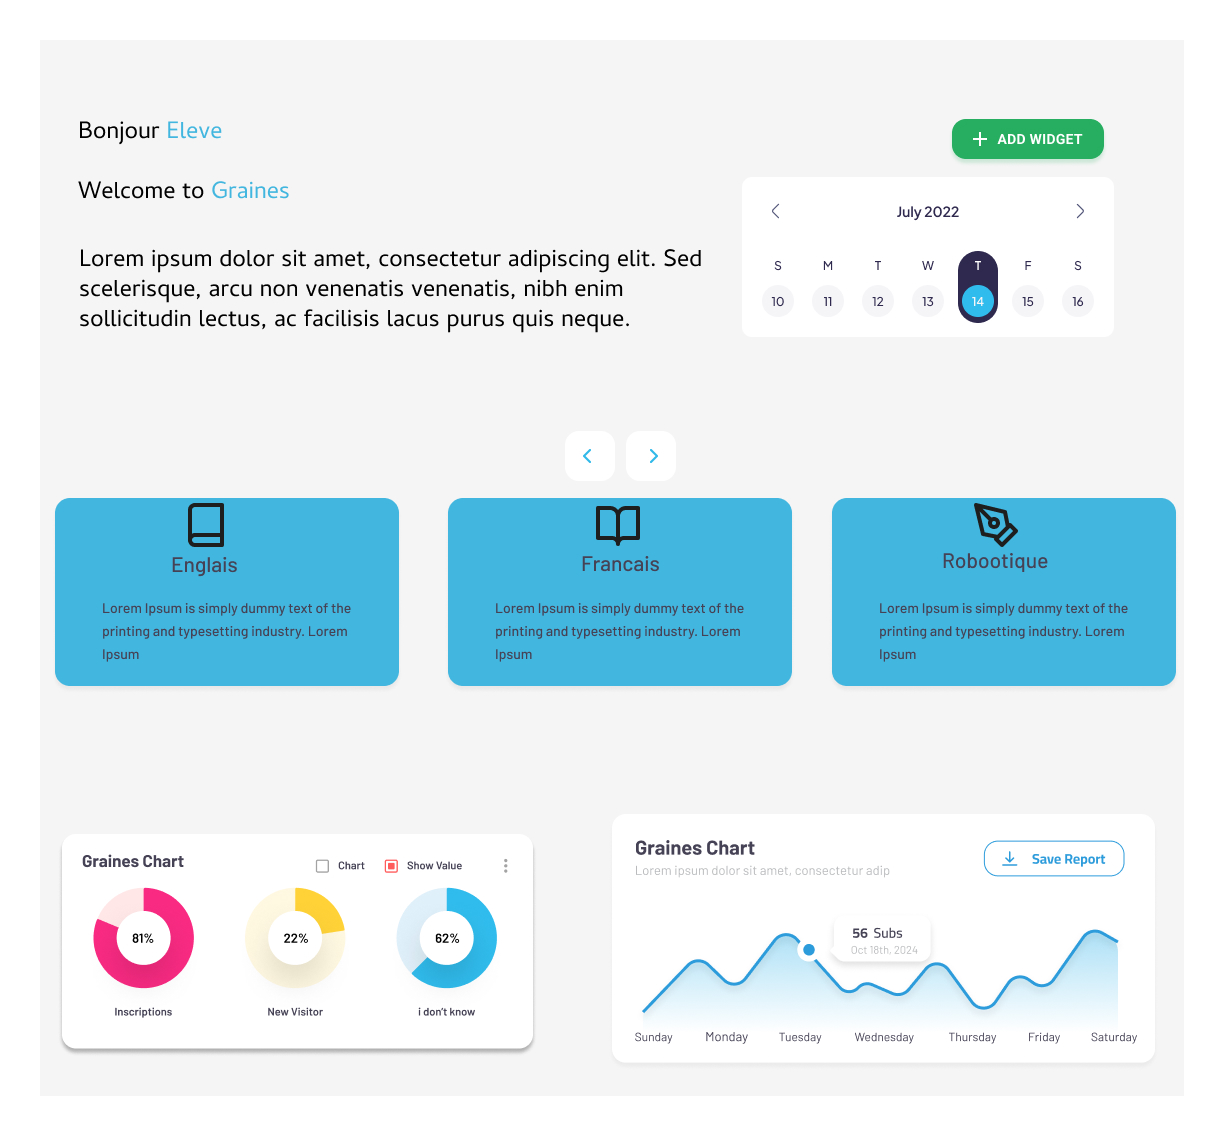 Bonjour Eleve
ADD WIDGET
Welcome to Graines
July 2022
Lorem ipsum dolor sit amet, consectetur adipiscing elit. Sed
scelerisque, arcu non venenatis venenatis, nibh enim
sollicitudin lectus, ac facilisis lacus purus quis neque.
S M T W T F S
10 11 12 13 14 15 16
Englais
Lorem Ipsum is simply dummy text of the
printing and typesetting industry. Lorem
Ipsum
Francais
Lorem Ipsum is simply dummy text of the
printing and typesetting industry. Lorem
Ipsum
Robootique
Lorem Ipsum is simply dummy text of the
printing and typesetting industry. Lorem
Ipsum
Graines Chart
Chart
Show Value
81%
22%
62%
Inscriptions
New Visitor
i don't know
Graines Chart
Lorem ipsum dolor sit amet, consectetur adip
Save Report
56 Subs
Oct 18th, 2024
Sunday Monday Tuesday Wednesday Thursday Friday Saturday